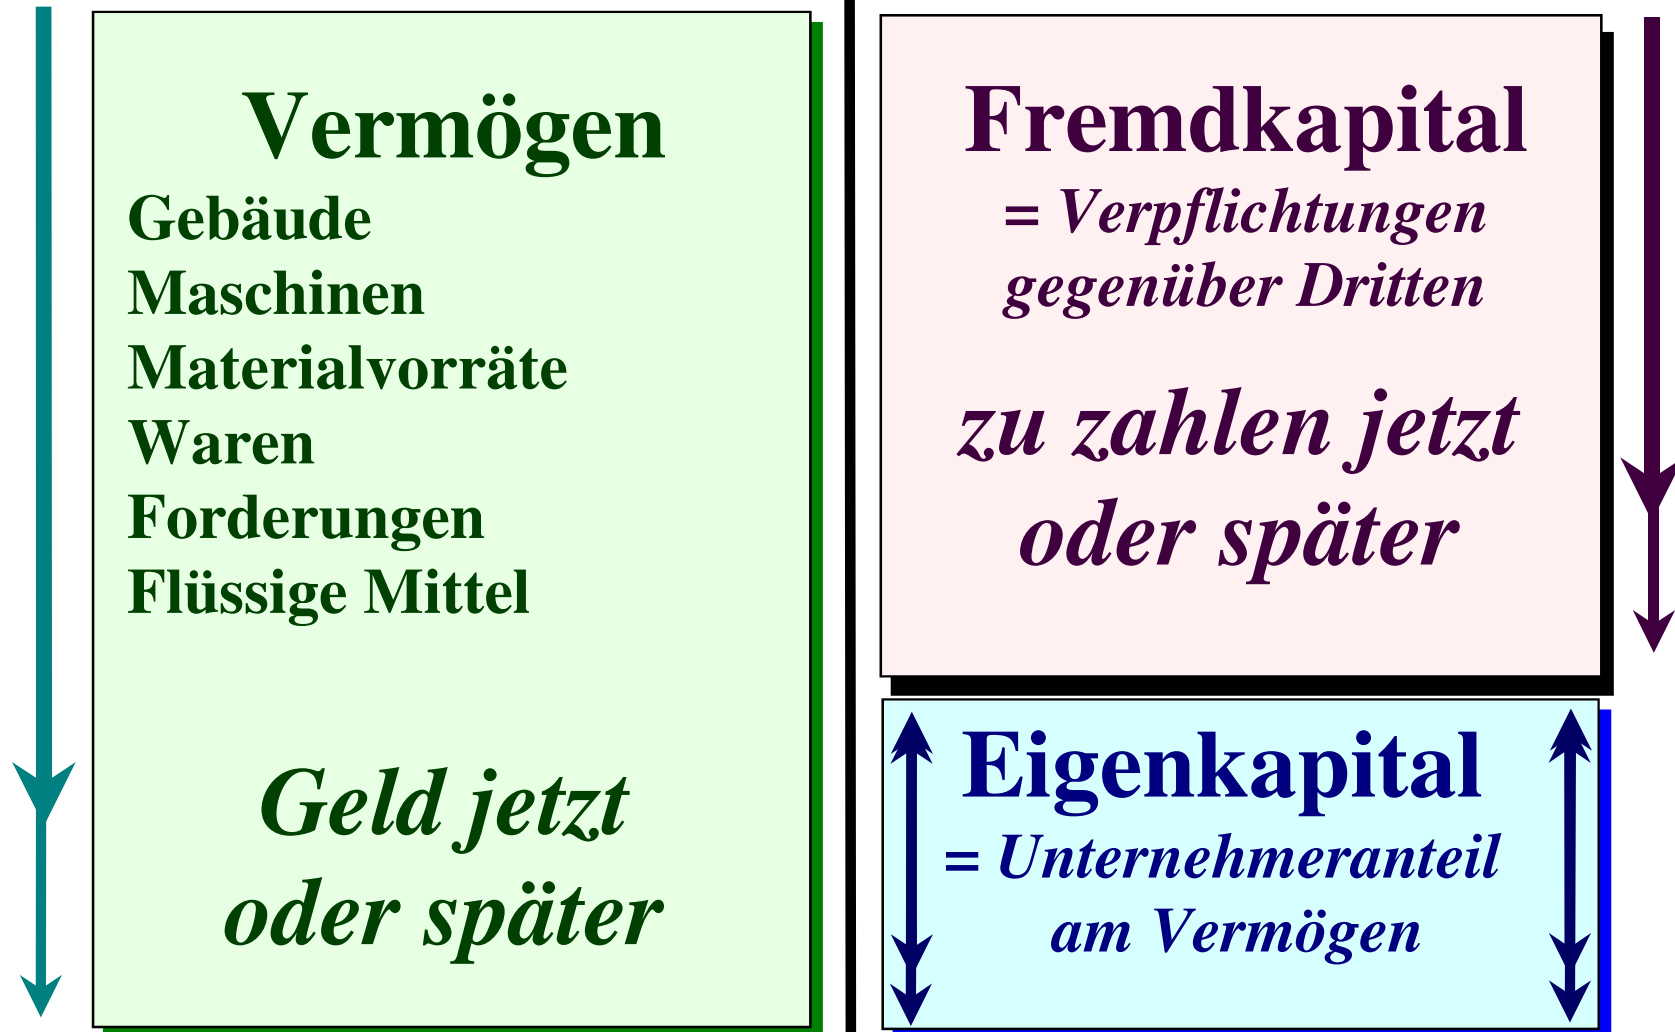 Vermögen
Gebäude
Maschinen
Materialvorräte
Waren
Forderungen
Flüssige Mittel
Geld jetzt
oder später
Fremdkapital
= Verpflichtungen
gegenüber Dritten
zu zahlen jetzt
oder später
Eigenkapital
= Unternehmeranteil
am Vermögen